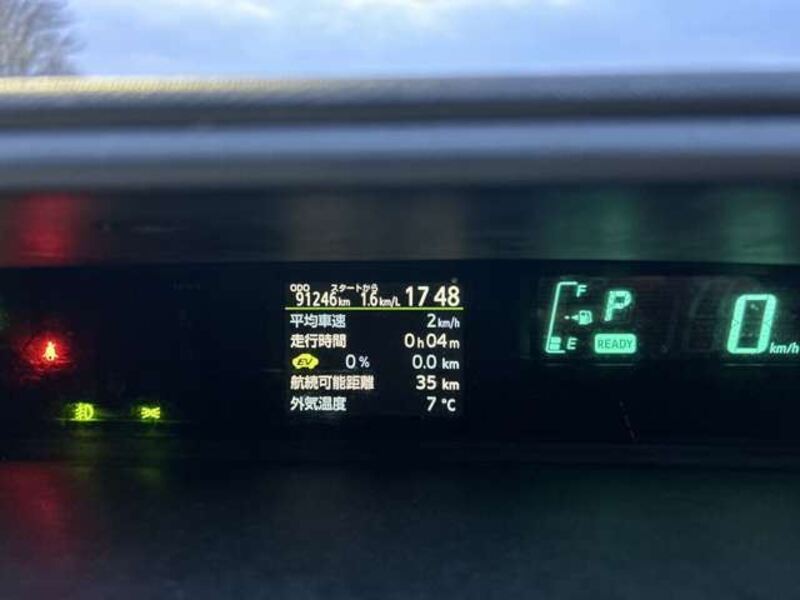 ODO スタートから
91246km 1.6km/L 17 48
平均車速 2km/h
走行時間 0h04m
EV 0% 0.0 km
航続可能距離 35 km
外気温度 7 ℃
F
E
P
READY
0 km/h